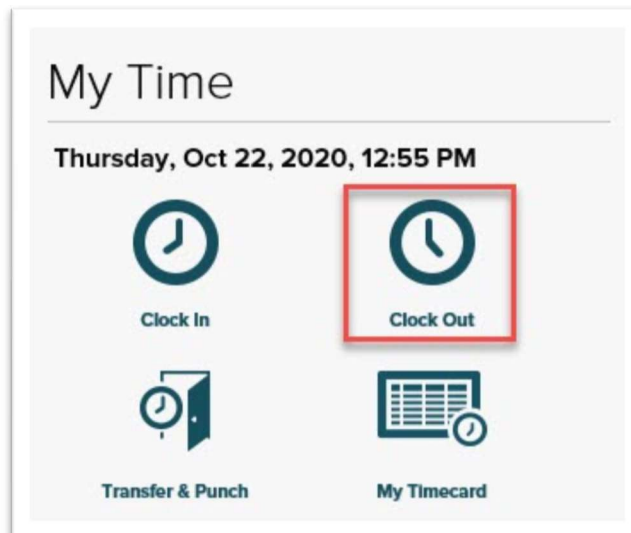 My Time
Thursday, Oct 22, 2020, 12:55 PM
Clock In
Clock Out
Transfer & Punch
My Timecard